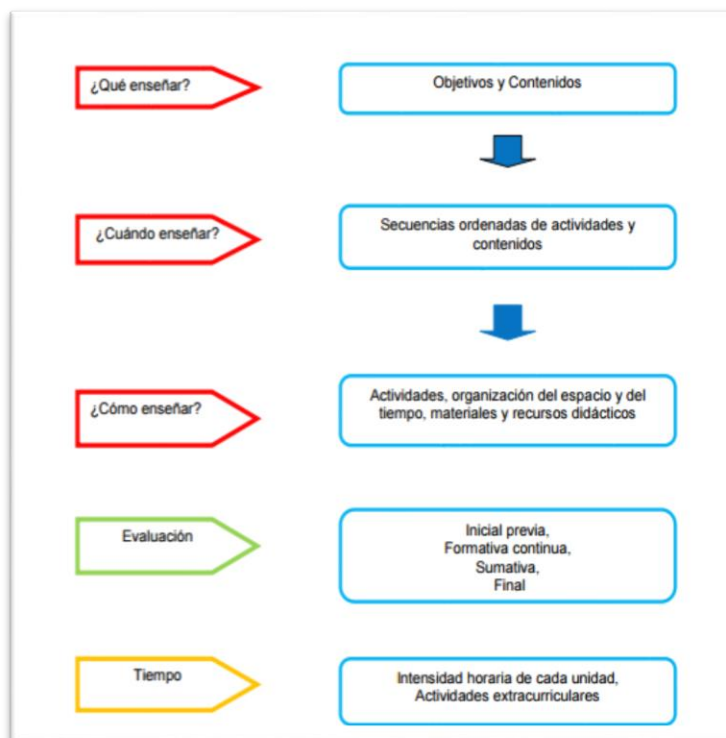 ¿Qué enseñar?
Objetivos y Contenidos
¿Cuándo enseñar?
Secuencias ordenadas de actividades y
contenidos
¿Cómo enseñar?
Actividades, organización del espacio y del
tiempo, materiales y recursos didácticos
Evaluación
Inicial previa,
Formativa continua,
Sumativa,
Final
Tiempo
Intensidad horaria de cada unidad,
Actividades extracurriculares